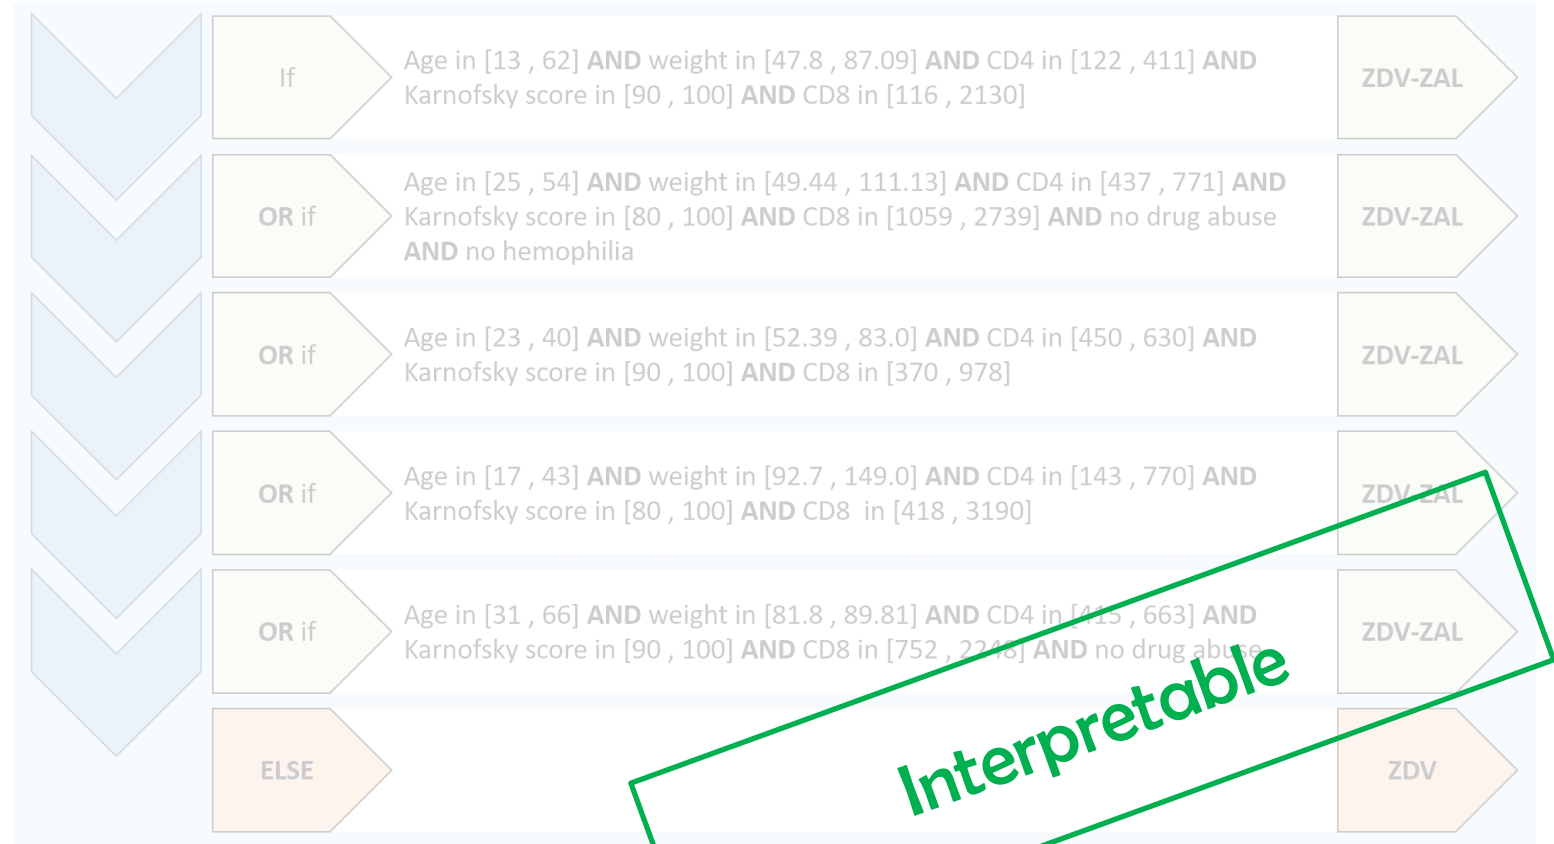 If
Age in [13 , 62] AND weight in [47.8 , 87.09] AND CD4 in [122 , 411] AND
Karnofsky score in [90 , 100] AND CD8 in [116 , 2130]
ZDV-ZAL
OR if
Age in [25 , 54] AND weight in [49.44 , 111.13] AND CD4 in [437 , 771] AND
Karnofsky score in [80 , 100] AND CD8 in [1059 , 2739] AND no drug abuse
AND no hemophilia
ZDV-ZAL
OR if
Age in [23 , 40] AND weight in [52.39 , 83.0] AND CD4 in [450 , 630] AND
Karnofsky score in [90 , 100] AND CD8 in [370 , 978]
ZDV-ZAL
OR if
Age in [17 , 43] AND weight in [92.7 , 149.0] AND CD4 in [143 , 770] AND
Karnofsky score in [80 , 100] AND CD8  in [418 , 3190]
ZDV-ZAL
OR if
Age in [31 , 66] AND weight in [81.8 , 89.81] AND CD4 in [415 , 663] AND
Karnofsky score in [90 , 100] AND CD8 in [752 , 2248] AND no drug abuse
ZDV-ZAL
Interpretable
ELSE
ZDV